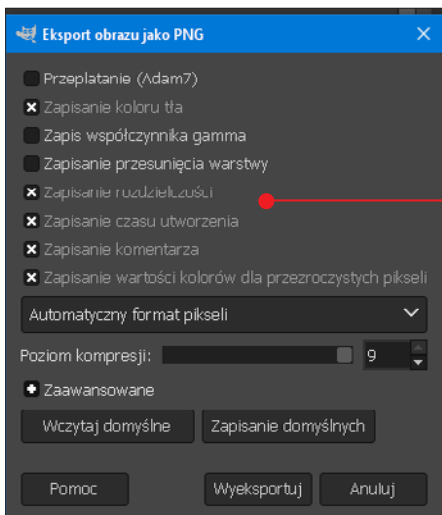 Eksport obrazu jako PNG
Przeplatanie (Adam7)
Zapisanie koloru tła
Zapis współczynnika gamma
Zapisanie przesunięcia warstwy
Zapisanie rozdzielczości
Zapisanie czasu utworzenia
Zapisanie komentarza
Zapisanie wartości kolorów dla przezroczystych pikseli
Automatyczny format pikseli
Poziom kompresji: 9
Zaawansowane
Wczytaj domyślne Zapisanie domyślnych
Pomoc Wyeksportuj Anuluj